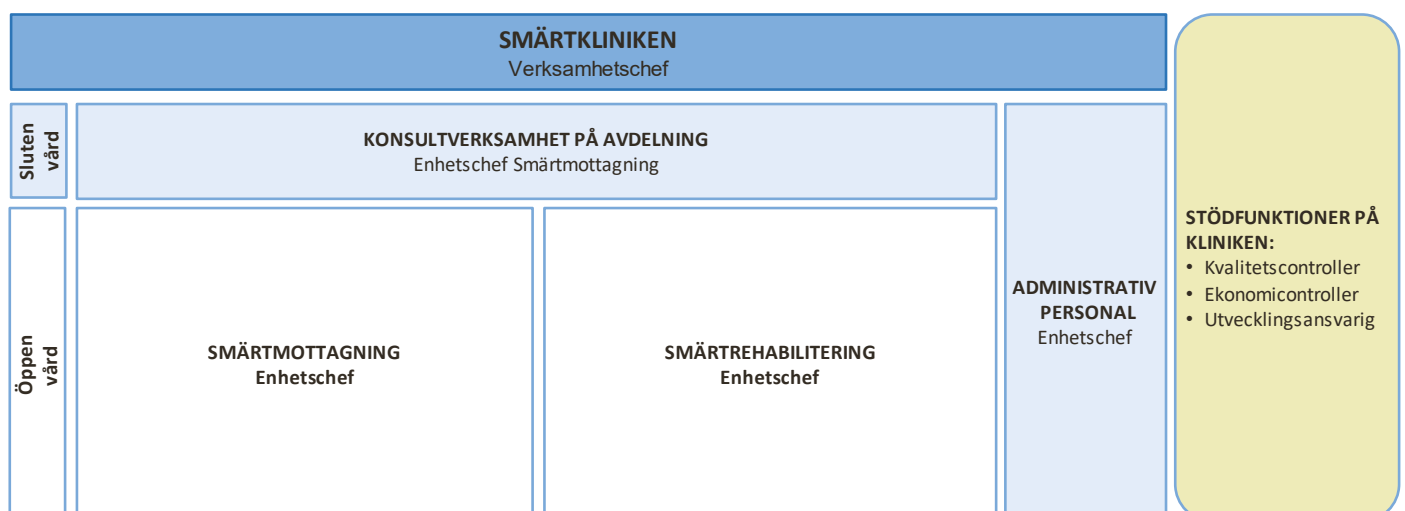 SMÄRTKLINIKEN
Verksamhetschef
Sluten
vård
KONSULTVERKSAMHET PÅ AVDELNING
Enhetschef Smärtmottagning
Öppen
vård
SMÄRTMOTTAGNING
Enhetschef
SMÄRTREHABILITERING
Enhetschef
ADMINISTRATIV
PERSONAL
Enhetschef
STÖDFUNKTIONER PÅ
KLINIKEN:
• Kvalitetscontroller
• Ekonomicontroller
• Utvecklingsansvarig